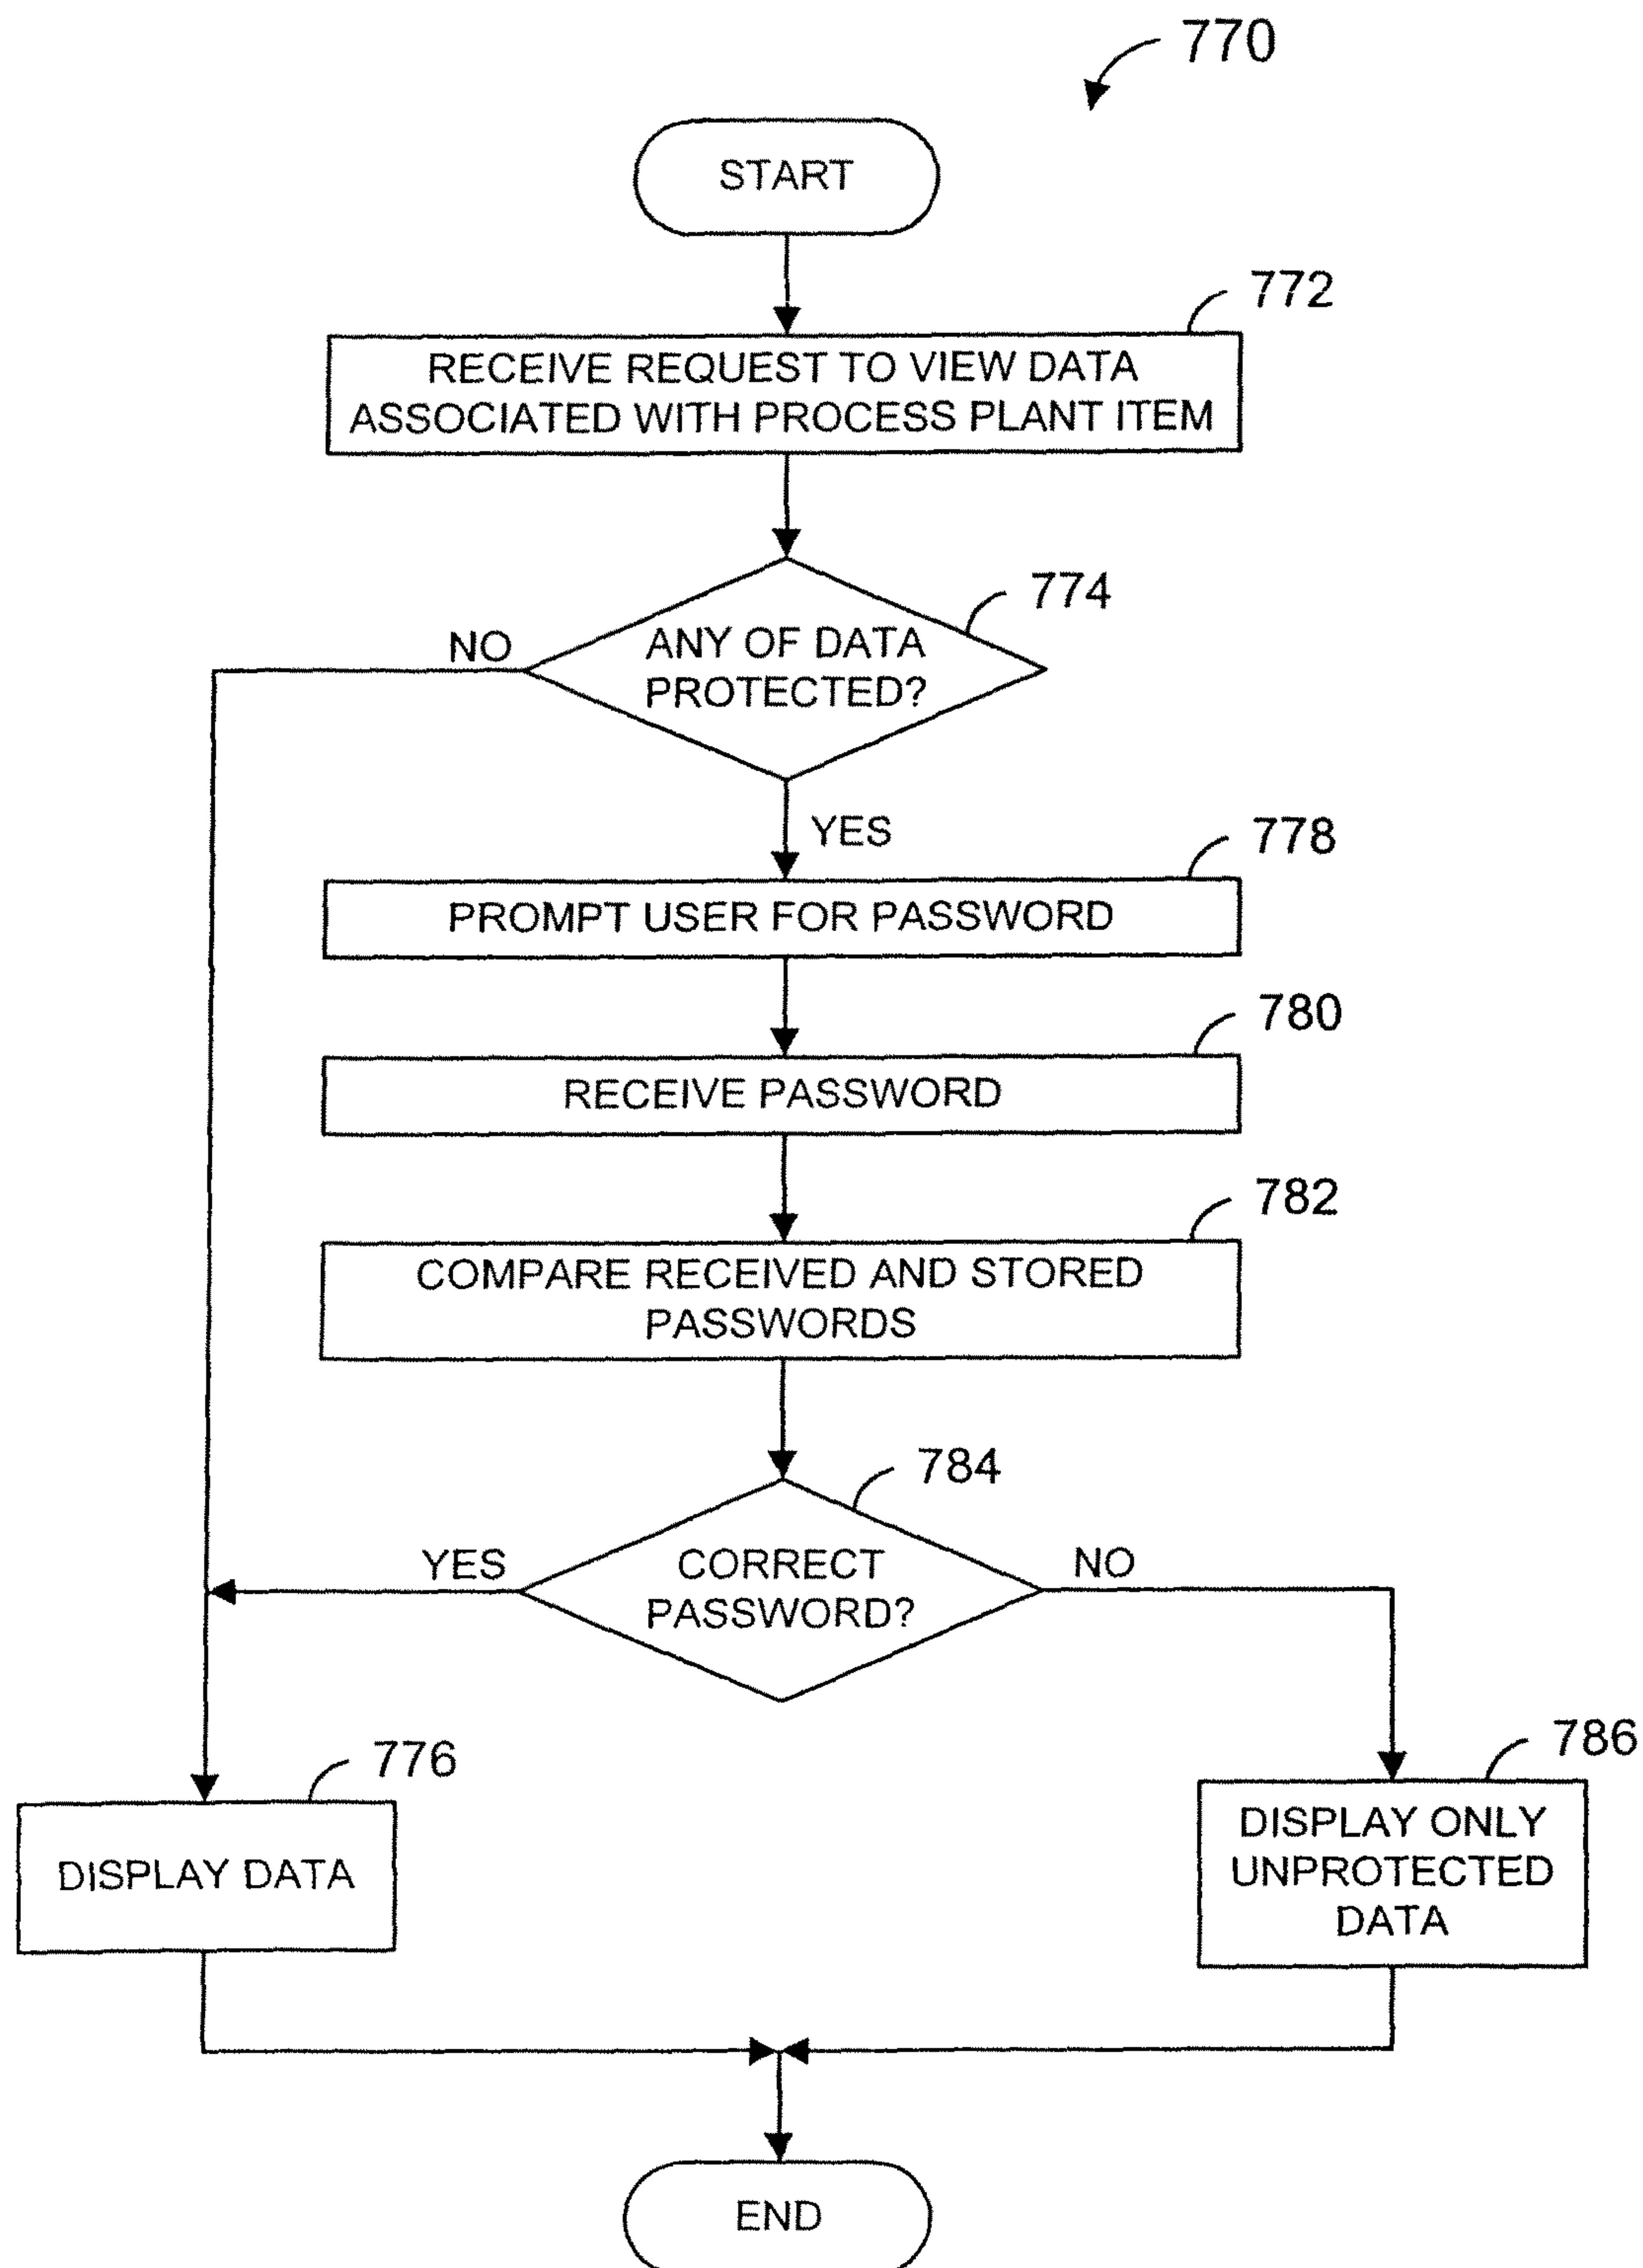 770
START
772
RECEIVE REQUEST TO VIEW DATA
ASSOCIATED WITH PROCESS PLANT ITEM
774
NO
ANY OF DATA
PROTECTED?
YES
778
PROMPT USER FOR PASSWORD
780
RECEIVE PASSWORD
782
COMPARE RECEIVED AND STORED
PASSWORDS
784
YES
CORRECT
PASSWORD?
NO
776
DISPLAY DATA
786
DISPLAY ONLY
UNPROTECTED
DATA
END